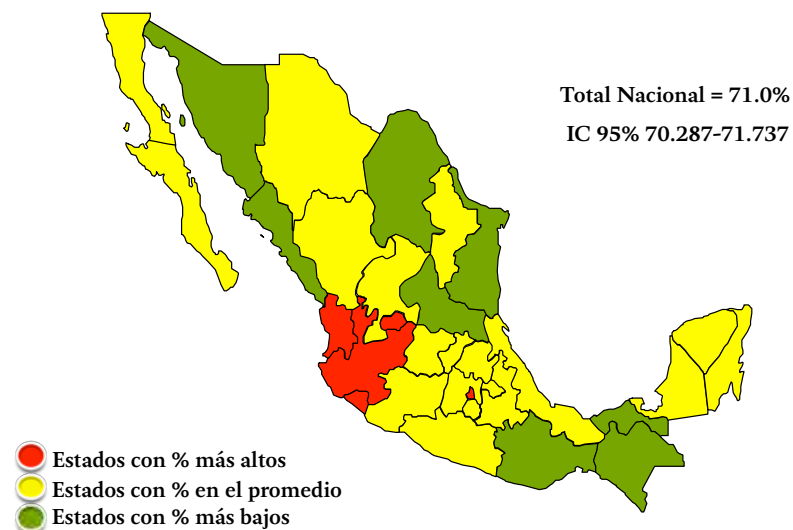 Total Nacional = 71.0%
IC 95% 70.287-71.737
Estados con % más altos
Estados con % en el promedio
Estados con % más bajos